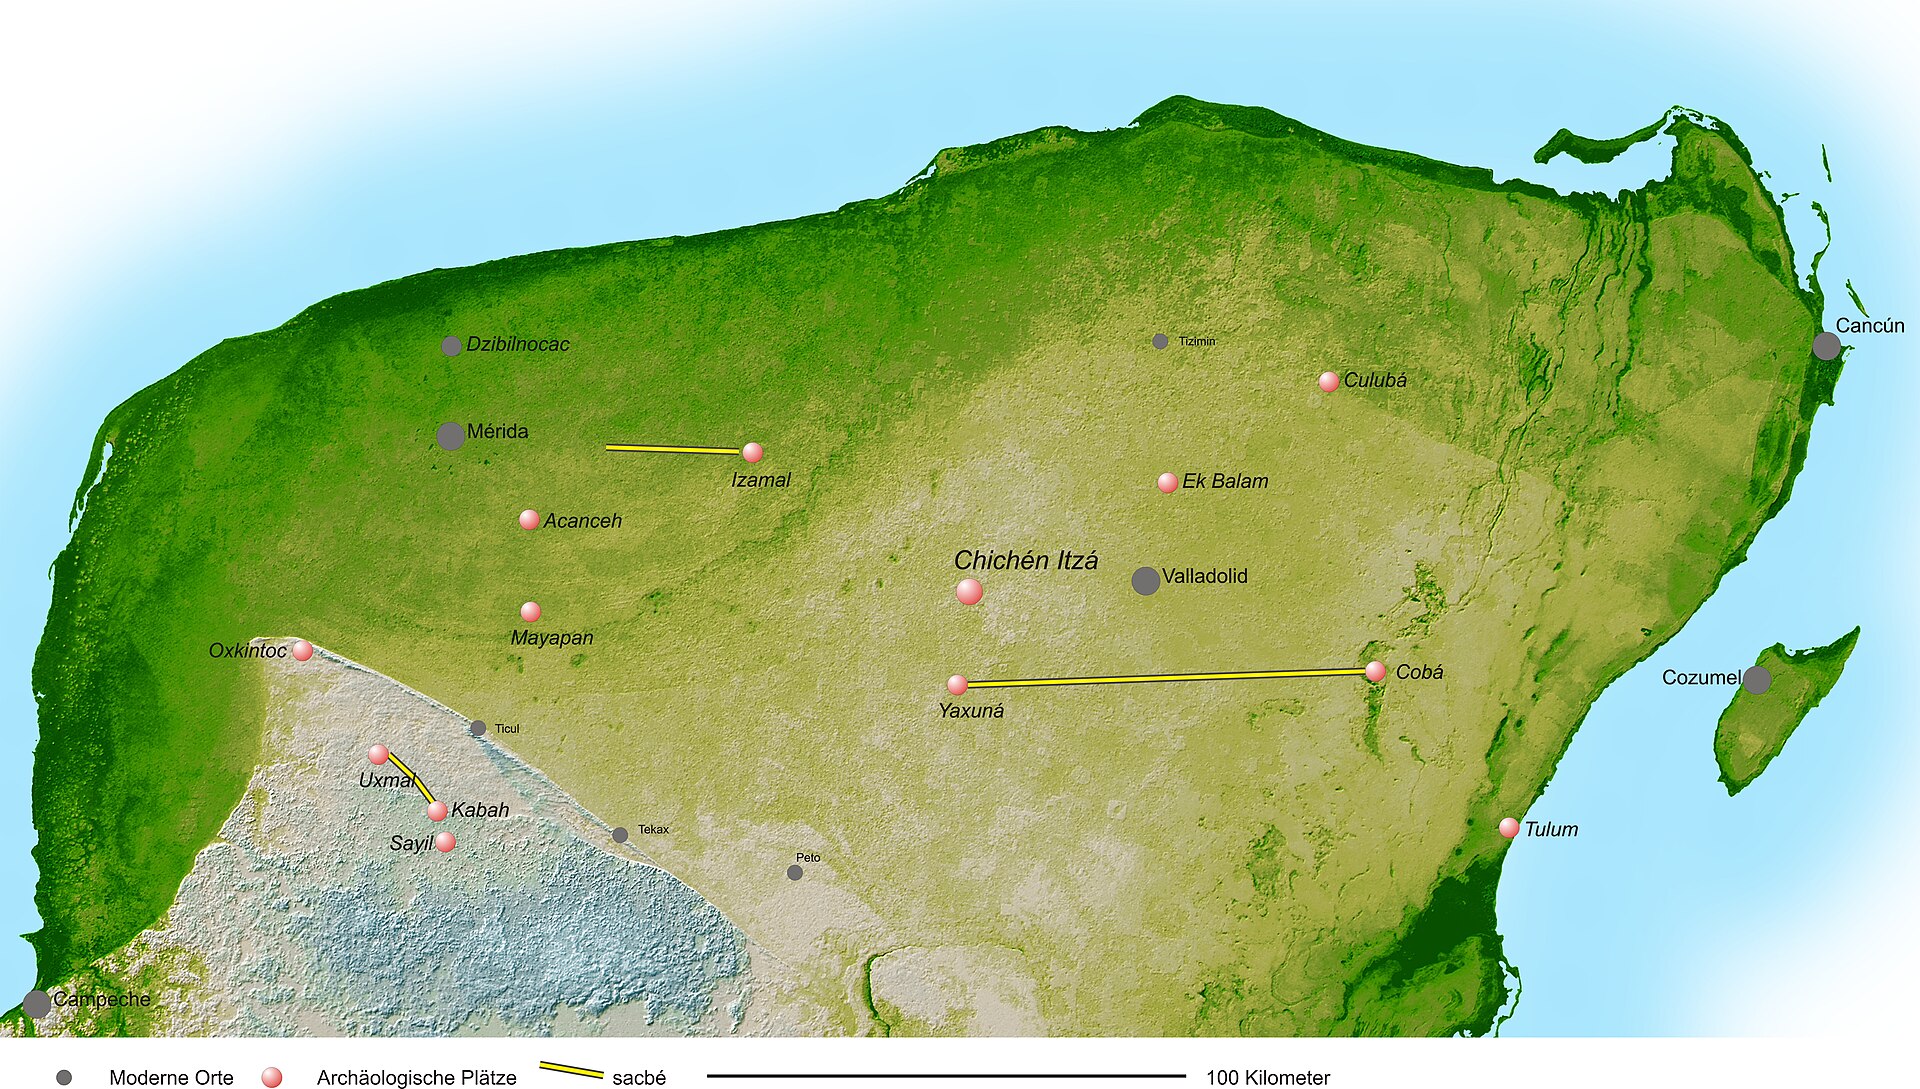 Cancún
Dzibilnocac
Tizimin
Culubá
Mérida
Izamal
Ek Balam
Acanceh
Chichén Itzá
Valladolid
Mayapan
Oxkintoc
Cobá
Cozumel
Yaxuná
Ticul
Uxmal
Kabah
Tekax
Tulum
Sayil
Peto
Campeche
Moderne Orte
Archäologische Plätze
sacbé
100 Kilometer